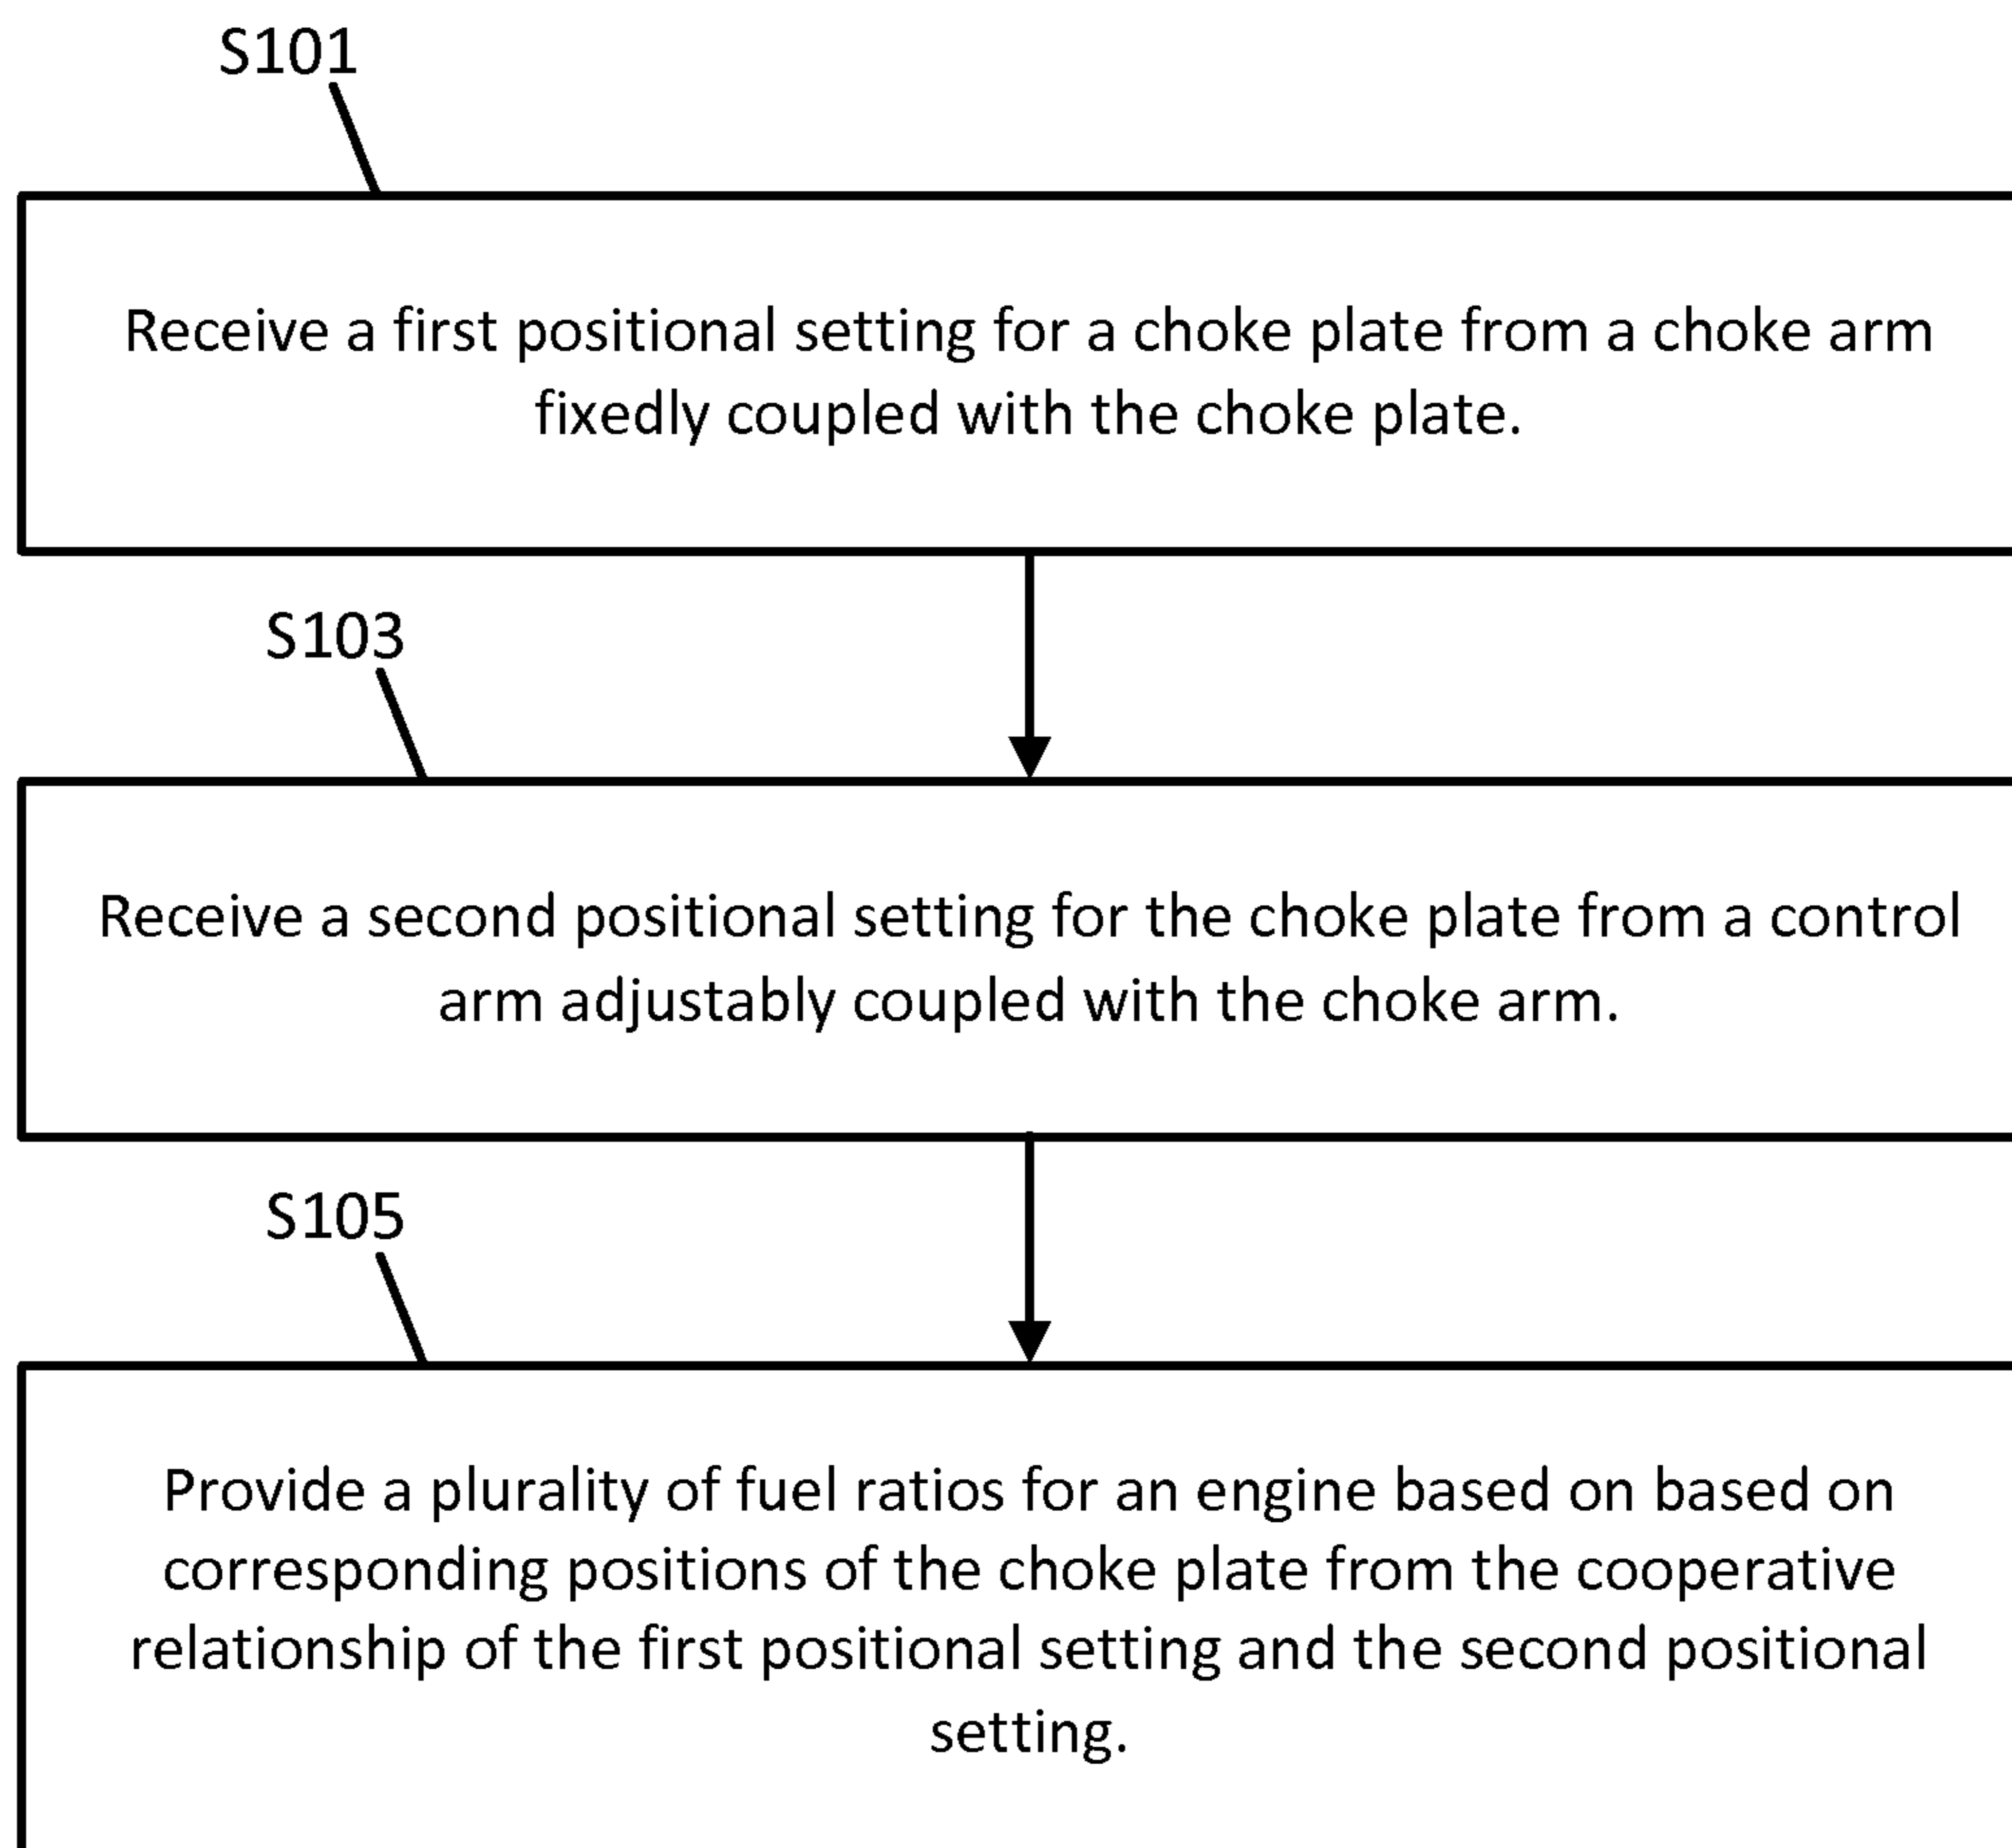 S101
Receive a first positional setting for a choke plate from a choke arm
fixedly coupled with the choke plate.
S103
Receive a second positional setting for the choke plate from a control
arm adjustably coupled with the choke arm.
S105
Provide a plurality of fuel ratios for an engine based on based on
corresponding positions of the choke plate from the cooperative
relationship of the first positional setting and the second positional
setting.